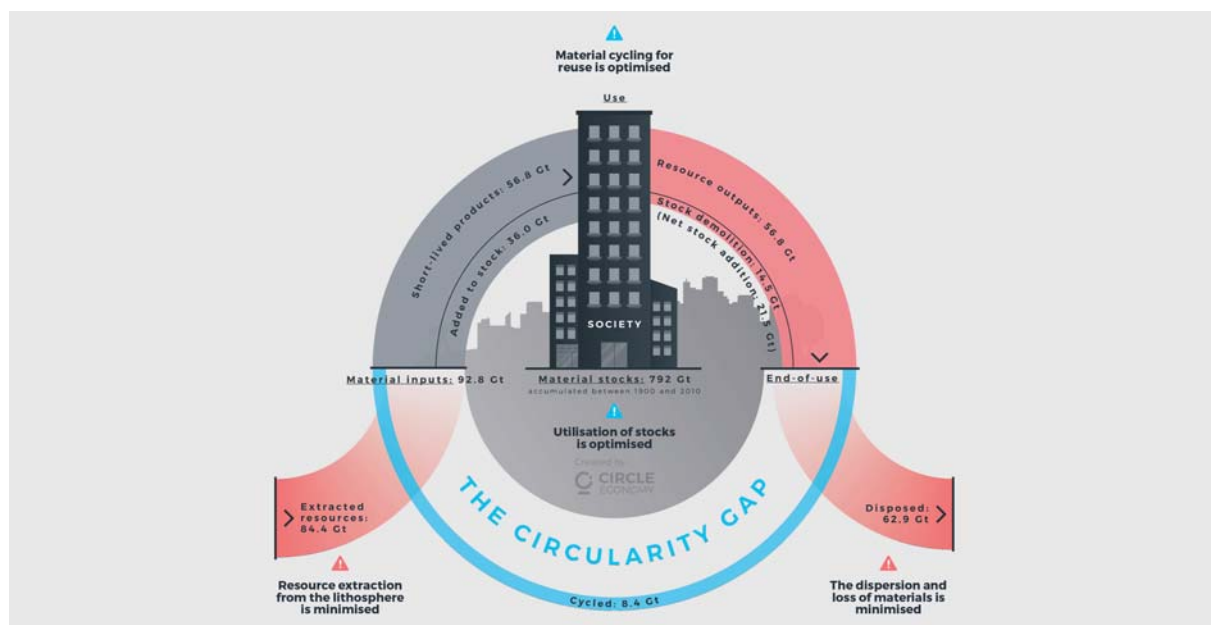 Material cycling for
reuse is optimised
Use
Short-lived products: 56.8 Gt
Added to stock: 36.0 Gt
Resource outputs: 56.8 Gt
Stock demolition: 14.5 Gt
(Net stock addition: 21.5 Gt)
SOCIETY
Material inputs: 92.8 Gt
Material stocks: 792 Gt
accumulated between 1900 and 2010
End-of-use
Utilisation of stocks
is optimised
Created by
CIRCLE
ECONOMY
THE CIRCULARITY GAP
Extracted
resources:
84.4 Gt
Disposed:
62.9 Gt
Resource extraction
from the lithosphere
is minimised
The dispersion and
loss of materials is
minimised
Cycled: 8.4 Gt